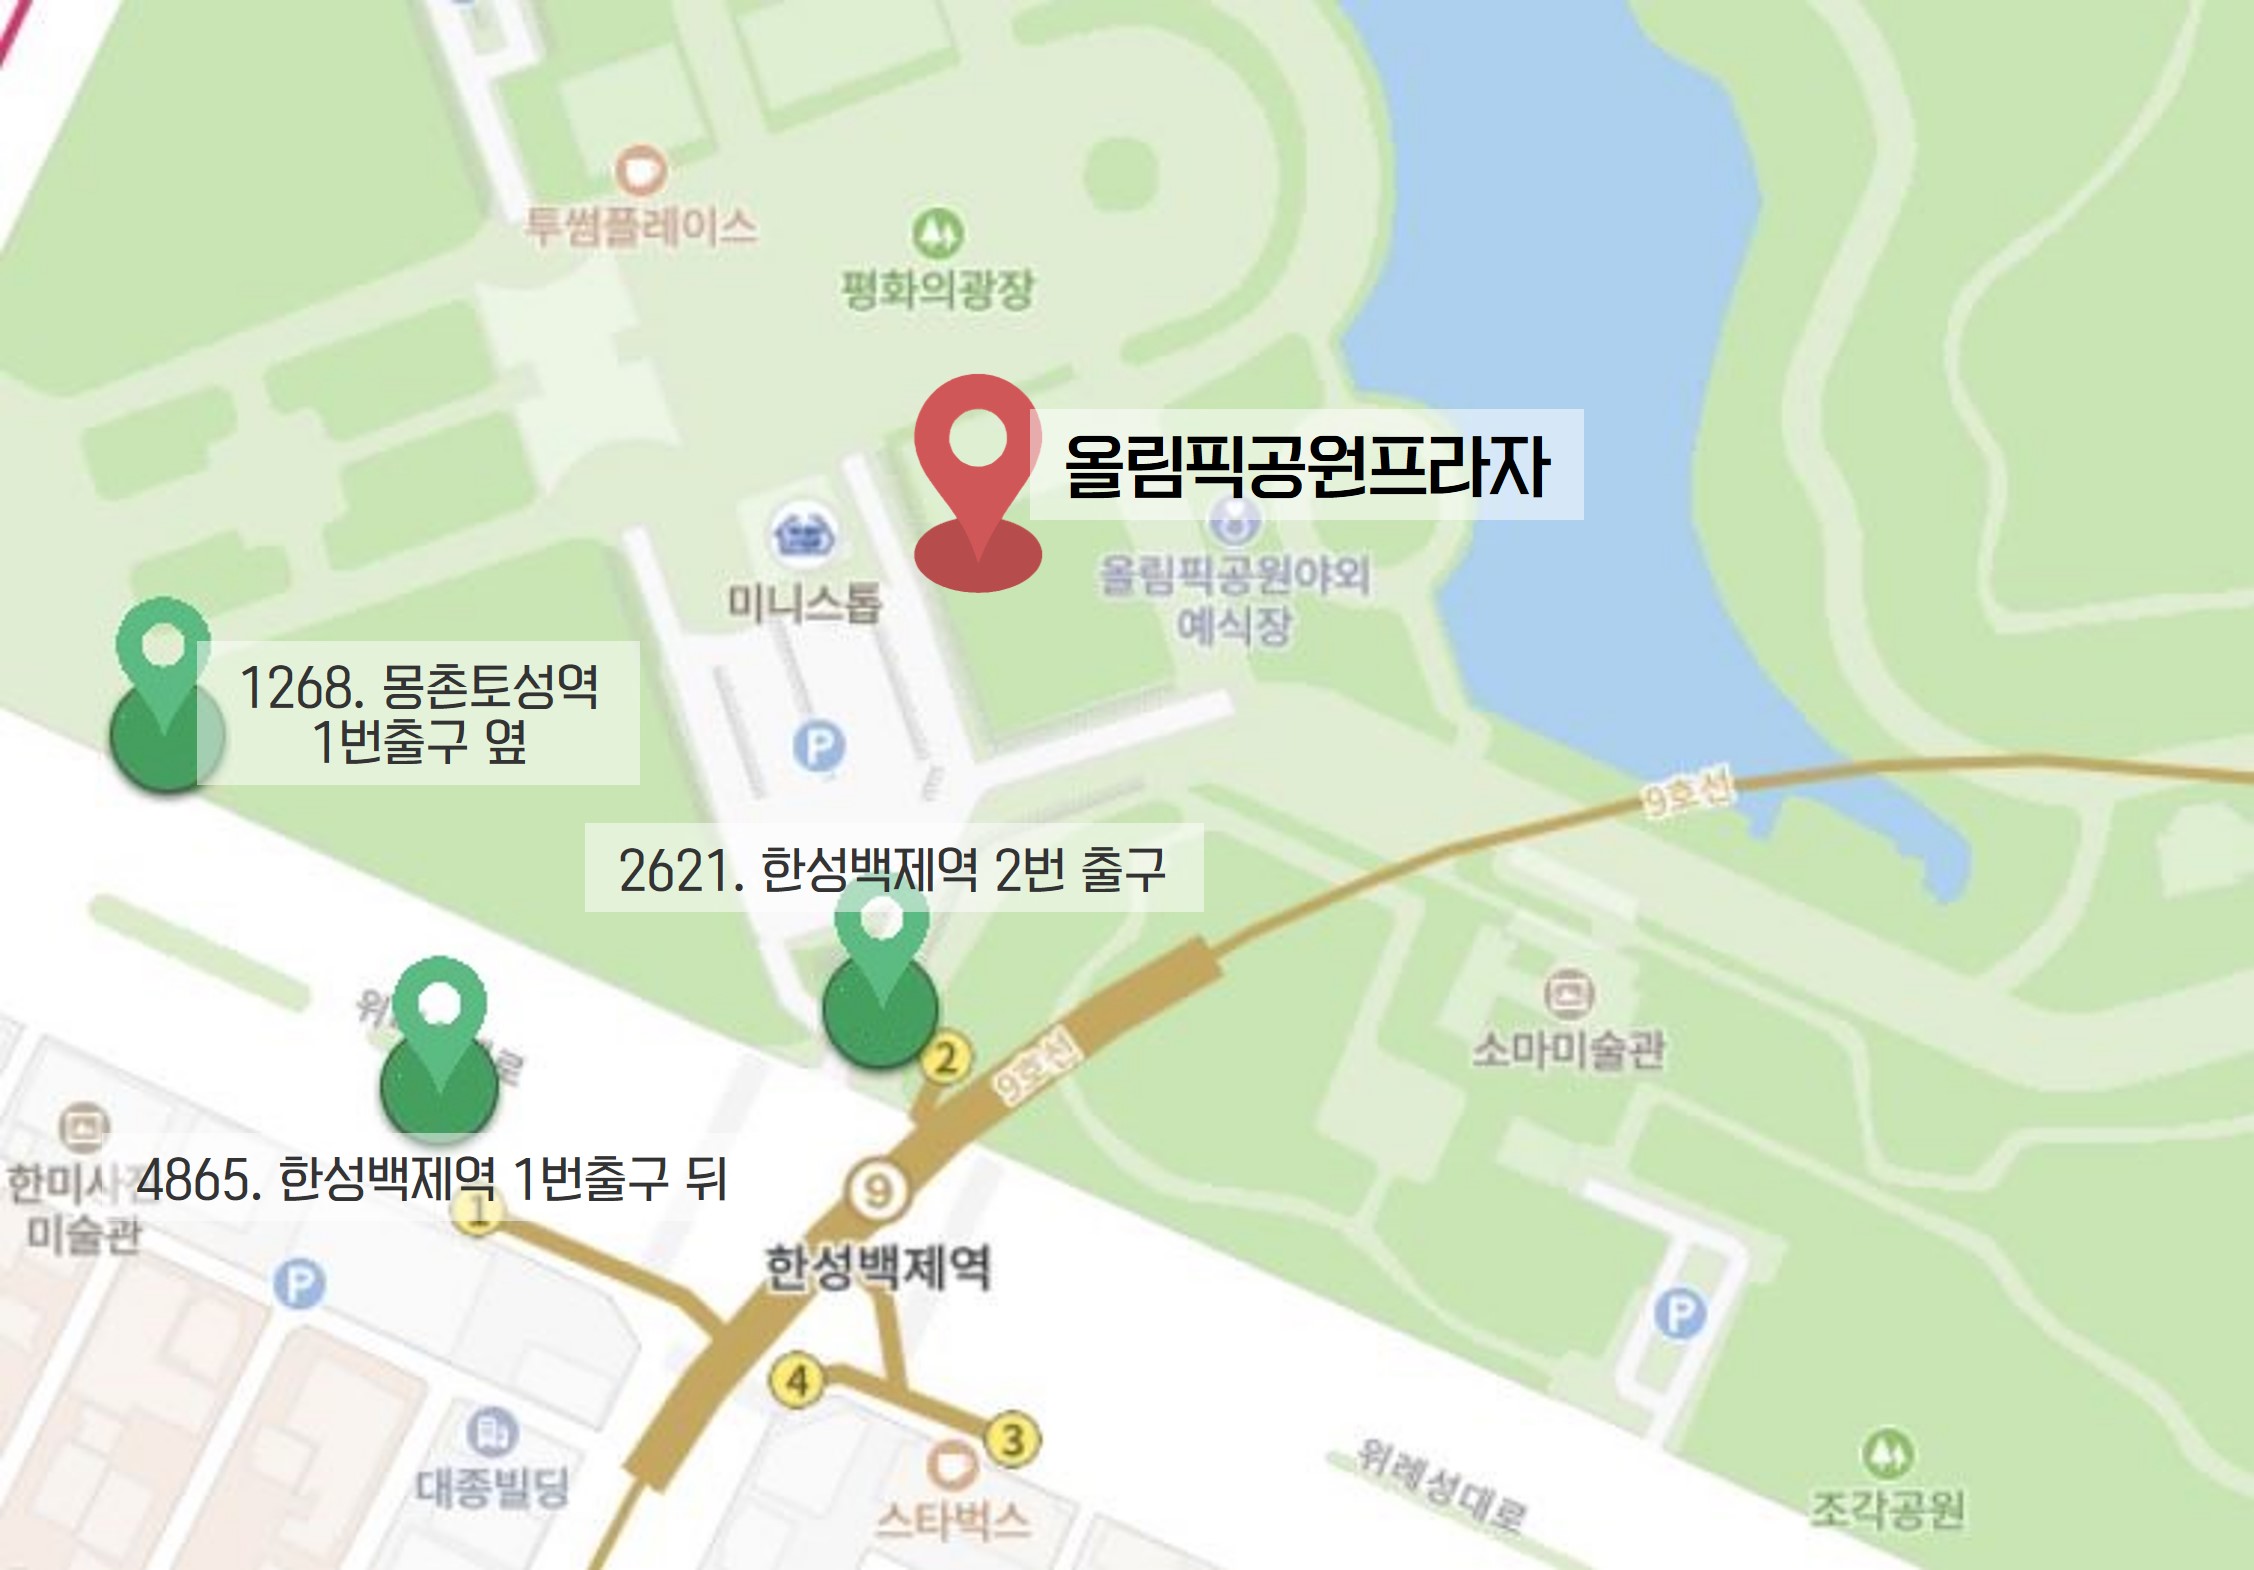 투썸플레이스
평화의광장
올림픽공원프라자
미니스톱
올림픽공원야외
예식장
1268. 몽촌토성역
1번출구 옆
P
9호선
2621. 한성백제역 2번 출구
2
9호선
소마미술관
한미사진
미술관
4865. 한성백제역 1번출구 뒤
1
9
한성백제역
P
P
4
3
대종빌딩
스타벅스
위례성대로
조각공원